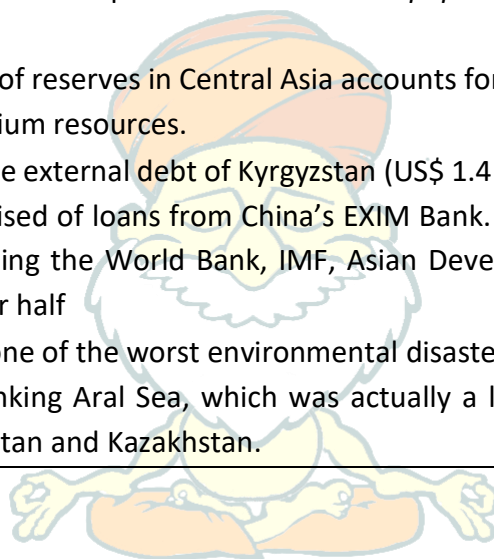 of reserves in Central Asia accounts for
ium resources.
e external debt of Kyrgyzstan (US$ 1.4
ised of loans from China's EXIM Bank.
ing the World Bank, IMF, Asian Deve
r half
one of the worst environmental disaste
nking Aral Sea, which was actually a l
tan and Kazakhstan.